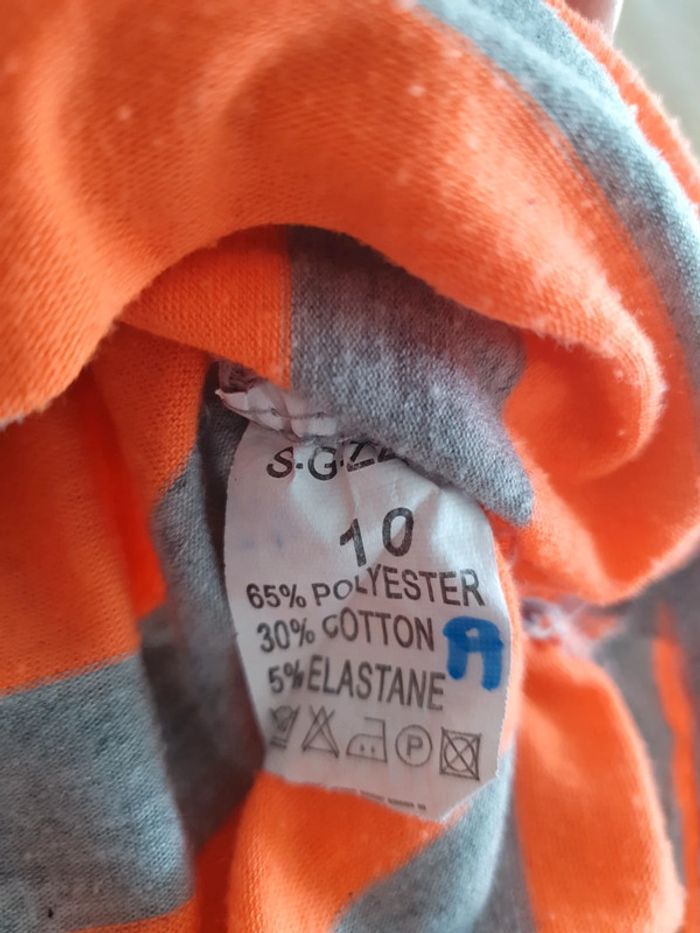 10
65% POLYESTER
30% COTTON
A
5% ELASTANE
P